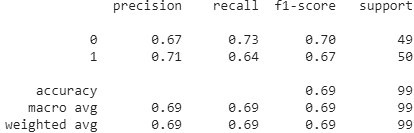 precision recall f1-score support
0 0.67 0.73 0.70 49
1 0.71 0.64 0.67 50
accuracy 0.69 99
macro avg 0.69 0.69 0.69 99
weighted avg 0.69 0.69 0.69 99